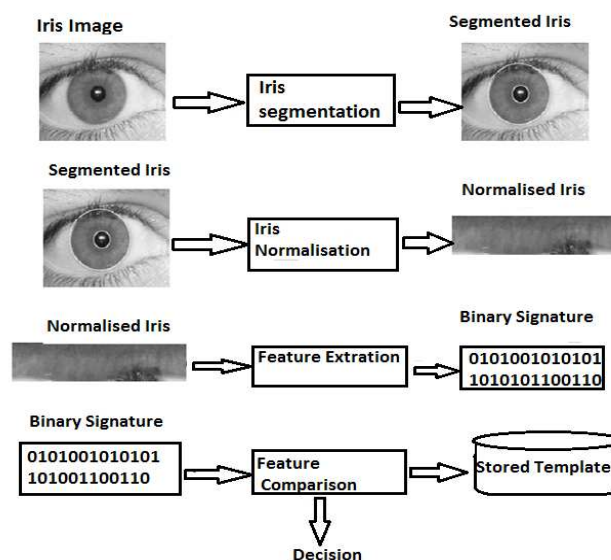 Iris Image
Segmented Iris
Iris
segmentation
Segmented Iris
Normalised Iris
Iris
Normalisation
Normalised Iris
Binary Signature
Feature Extration
0101001010101
1010101100110
Binary Signature
0101001010101
101001100110
Feature
Comparison
Stored Template
Decision